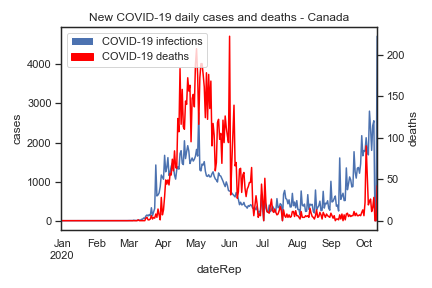 New COVID-19 daily cases and deaths - Canada
COVID-19 infections
COVID-19 deaths
cases
4000
3000
2000
1000
0
deaths
200
150
100
50
0
Jan Feb Mar Apr May Jun Jul Aug Sep Oct
2020
dateRep